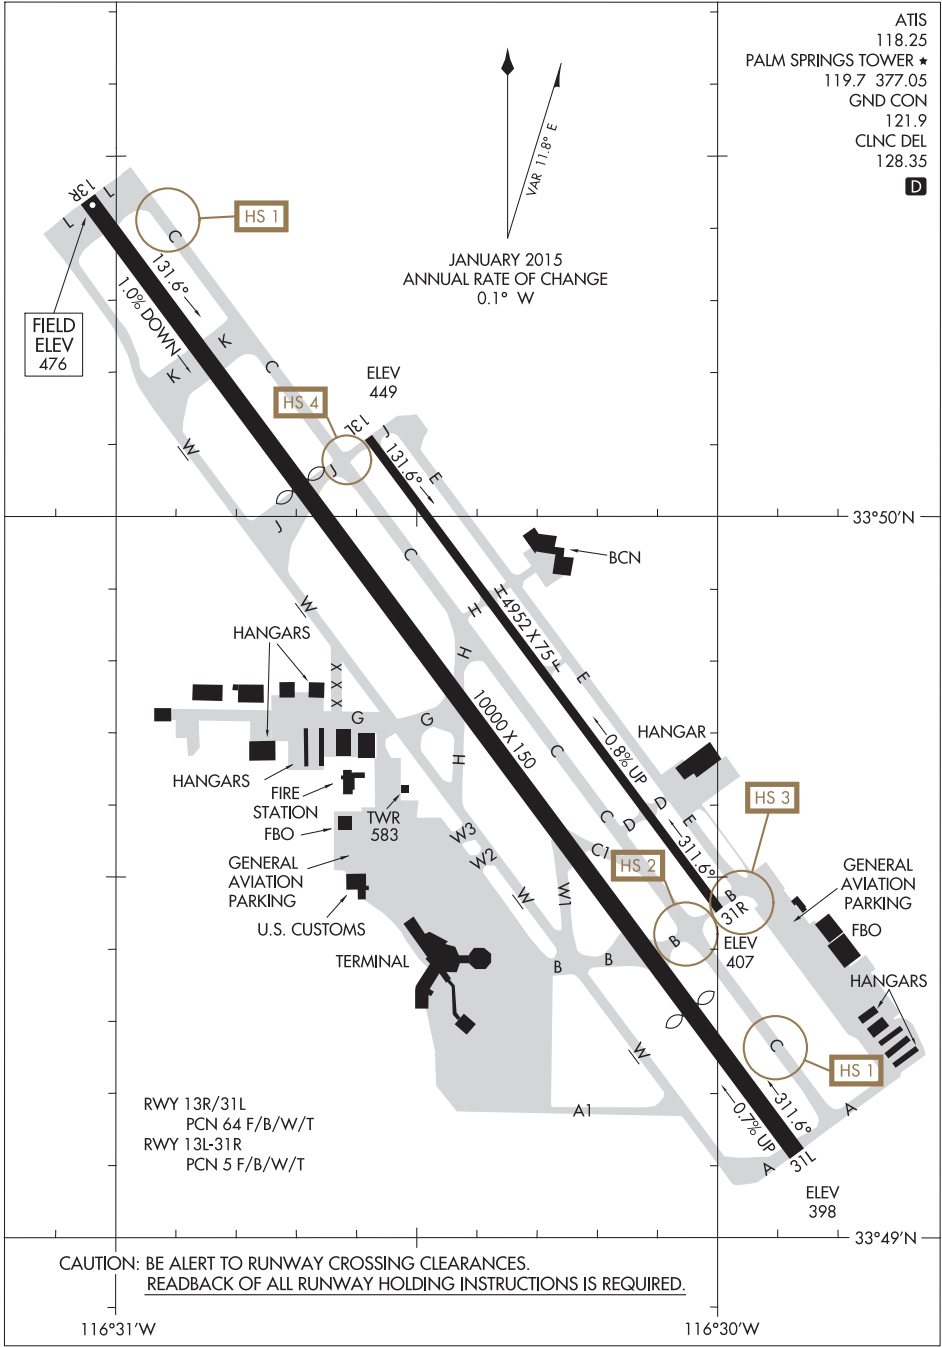 ATIS
118.25
PALM SPRINGS TOWER ★
119.7 377.05
GND CON
121.9
CLNC DEL
128.35
D
VAR 11.8° E
JANUARY 2015
ANNUAL RATE OF CHANGE
0.1° W
13R
L
L
HS 1
C
131.6°
1.0% DOWN
FIELD
ELEV
476
K
K
C
ELEV
449
HS 4
13L
J
J
E
131.6°
W
J
33°50'N
C
BCN
H
4952 X 75
F
E
W
HANGARS
H
X
X
X
G
G
10000 X 150
H
C
0.8% UP
HANGAR
HANGARS
FIRE
STATION
FBO
TWR
583
HS 3
D
E
C
D
311.6°
W3
W2
C1
HS 2
GENERAL
AVIATION
PARKING
GENERAL
AVIATION
PARKING
W
W1
B
31R
FBO
U.S. CUSTOMS
B
ELEV
407
TERMINAL
B
B
HANGARS
W
C
HS 1
RWY 13R/31L
PCN 64 F/B/W/T
RWY 13L-31R
PCN 5 F/B/W/T
A1
0.7% UP
311.6°
A
A
31L
ELEV
398
33°49'N
CAUTION: BE ALERT TO RUNWAY CROSSING CLEARANCES.
READBACK OF ALL RUNWAY HOLDING INSTRUCTIONS IS REQUIRED.
116°31'W
116°30'W